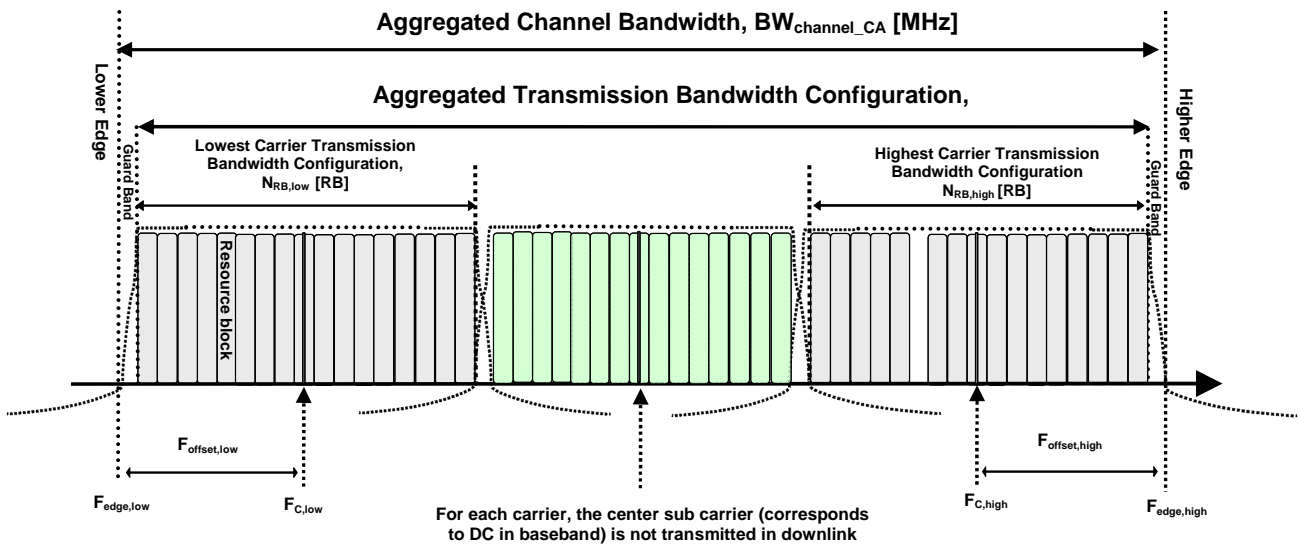 Aggregated Channel Bandwidth, BWchannel_CA [MHz]
Lower Edge
Higher Edge
Aggregated Transmission Bandwidth Configuration,
Guard Band
Lowest Carrier Transmission
Bandwidth Configuration,
NRB,low [RB]
Highest Carrier Transmission
Bandwidth Configuration
NRB,high [RB]
Guard Band
Resource block
Foffset,low
Foffset,high
Fedge,low
FC,low
FC,high
Fedge,high
For each carrier, the center sub carrier (corresponds
to DC in baseband) is not transmitted in downlink